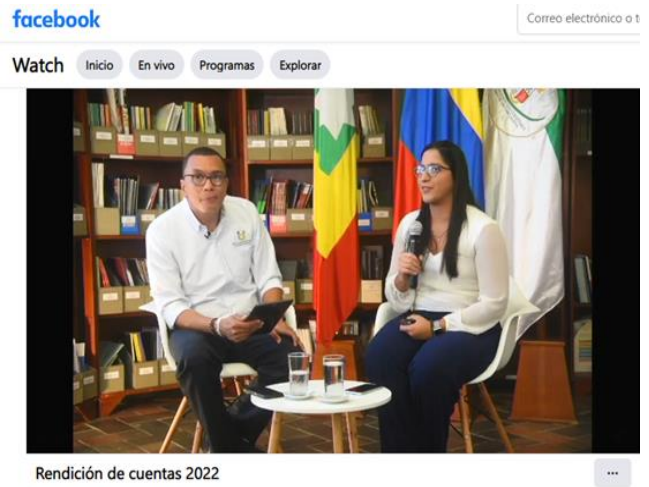 facebook
Correo electrónico o t
Watch
Inicio
En vivo
Programas
Explorar
Rendición de cuentas 2022